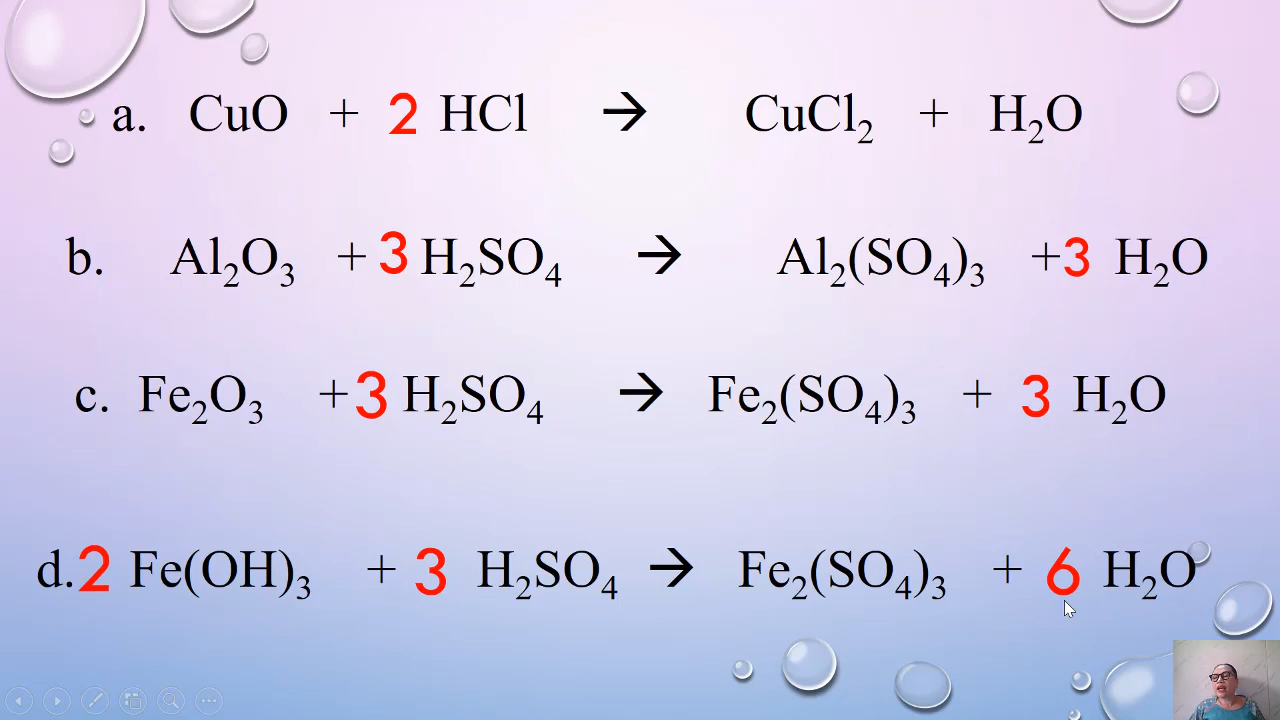 a. CuO + 2 HCl → CuCl₂ + H₂O
b. Al₂O₃ + 3 H₂SO₄ → Al₂(SO₄)₃ +3 H₂O
c. Fe₂O₃ +3 H₂SO₄ → Fe₂(SO₄)₃ + 3 H₂O
d. 2 Fe(OH)₃ + 3 H₂SO₄ → Fe₂(SO₄)₃ + 6 H₂O